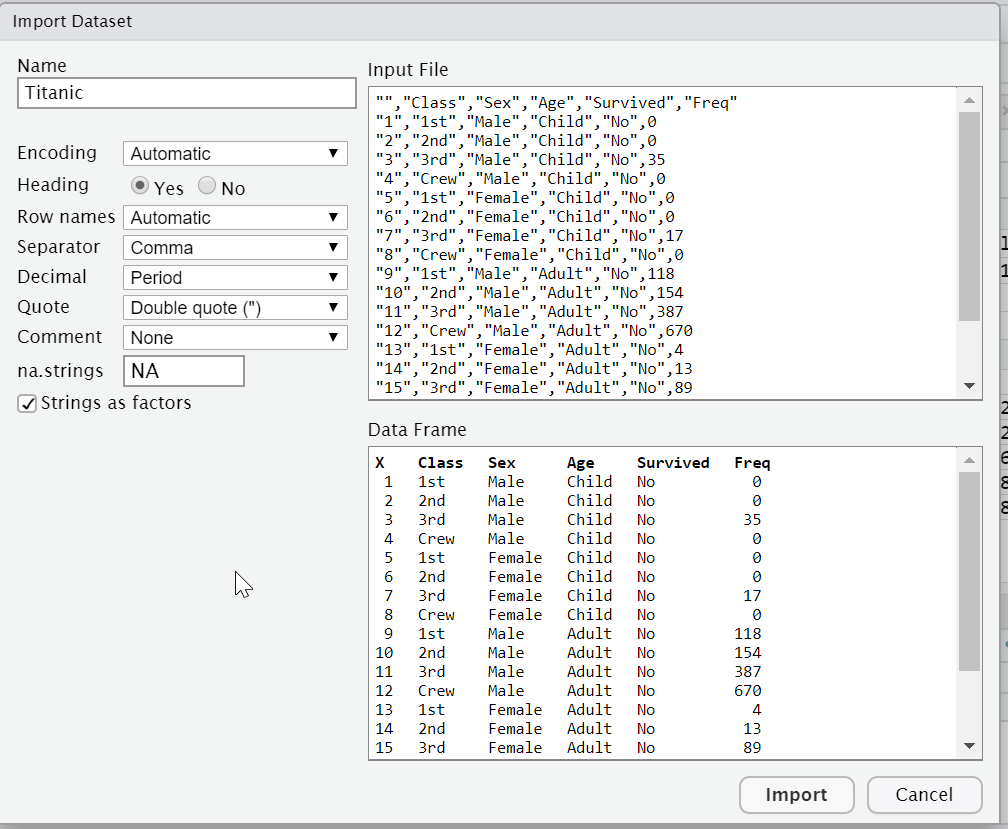 Import Dataset
Name
Titanic
Encoding Automatic
Heading Yes No
Row names Automatic
Separator Comma
Decimal Period
Quote Double quote (")
Comment None
na.strings NA
Strings as factors
Input File
"","Class","Sex","Age","Survived","Freq"
"1","1st","Male","Child","No",0
"2","2nd","Male","Child","No",0
"3","3rd","Male","Child","No",35
"4","Crew","Male","Child","No",0
"5","1st","Female","Child","No",0
"6","2nd","Female","Child","No",0
"7","3rd","Female","Child","No",17
"8","Crew","Female","Child","No",0
"9","1st","Male","Adult","No",118
"10","2nd","Male","Adult","No",154
"11","3rd","Male","Adult","No",387
"12","Crew","Male","Adult","No",670
"13","1st","Female","Adult","No",4
"14","2nd","Female","Adult","No",13
"15","3rd","Female","Adult","No",89
Data Frame
X Class Sex Age Survived Freq
1 1st Male Child No 0
2 2nd Male Child No 0
3 3rd Male Child No 35
4 Crew Male Child No 0
5 1st Female Child No 0
6 2nd Female Child No 0
7 3rd Female Child No 17
8 Crew Female Child No 0
9 1st Male Adult No 118
10 2nd Male Adult No 154
11 3rd Male Adult No 387
12 Crew Male Adult No 670
13 1st Female Adult No 4
14 2nd Female Adult No 13
15 3rd Female Adult No 89
Import Cancel